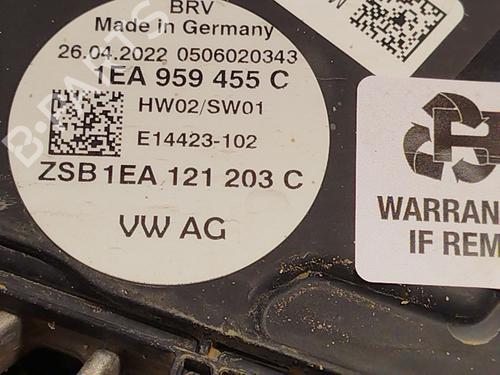 BRV
Made in Germany
26.04.2022 0506020343
1EA 959 455 C
HW02/SW01
E14423-102
ZSB 1EA 121 203 C
VW AG
WARRAN
IF REM
B-PARTS